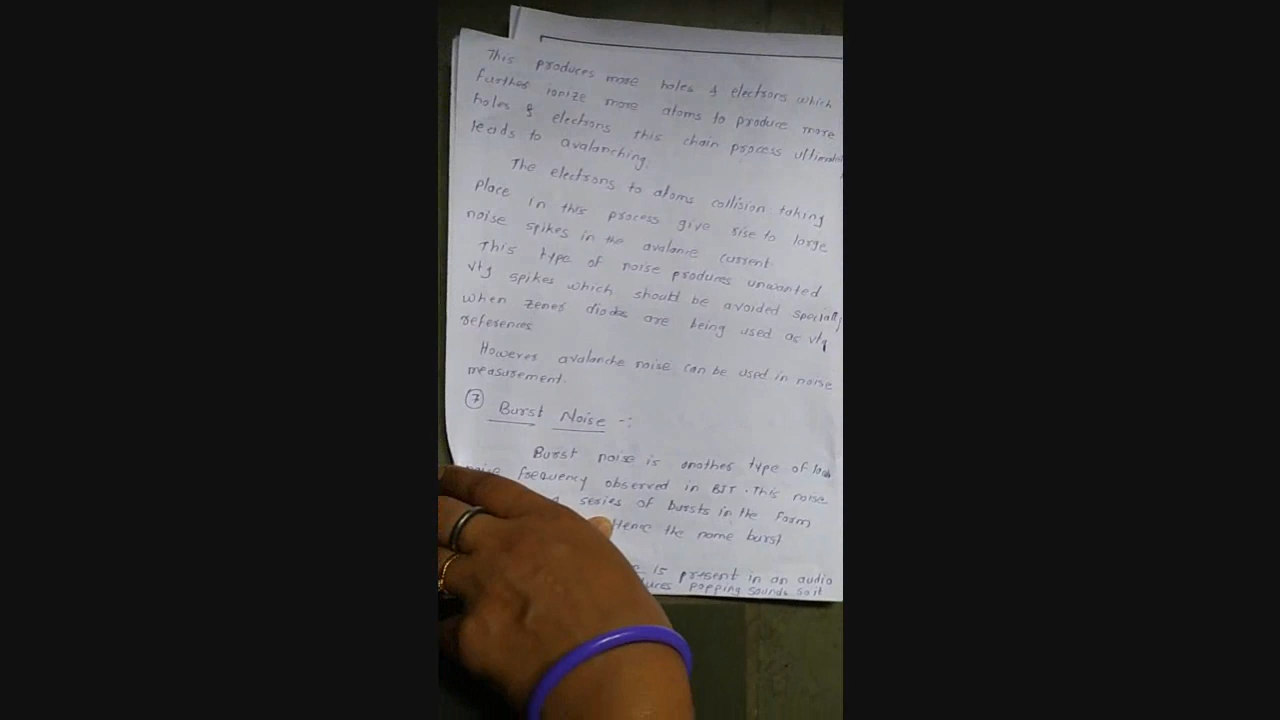 This produces more holes & electrons which
further ionize more atoms to produce more
holes & electrons this chain process
leads to avalanching.
The electrons to atoms collision taking
place in this process give rise to large
noise spikes in the avalanie current.
This type of noise produces unwanted
vtg spikes which should be avoided specially
when zener diodes are being used as vtg
references
However avalanche noise can be used in noise
measurement.
7 Burst Noise -:
Burst noise is another type of
noise frequency observed in BJT. This noise
series of bursts in the form
Hence the name burst
is present in an audio
popping sounds so it